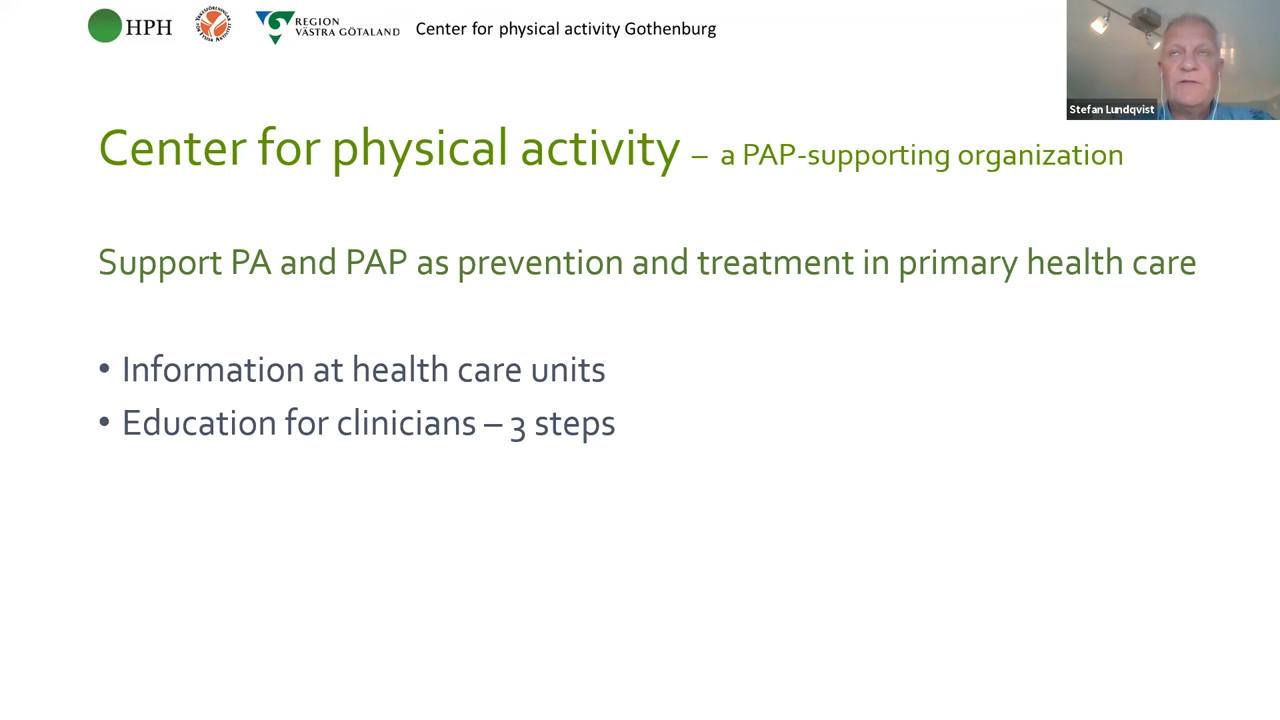 HPH
REGION
VÄSTRA GÖTALAND
Center for physical activity Gothenburg
Stefan Lundqvist
Center for physical activity – a PAP-supporting organization
Support PA and PAP as prevention and treatment in primary health care
• Information at health care units
• Education for clinicians – 3 steps